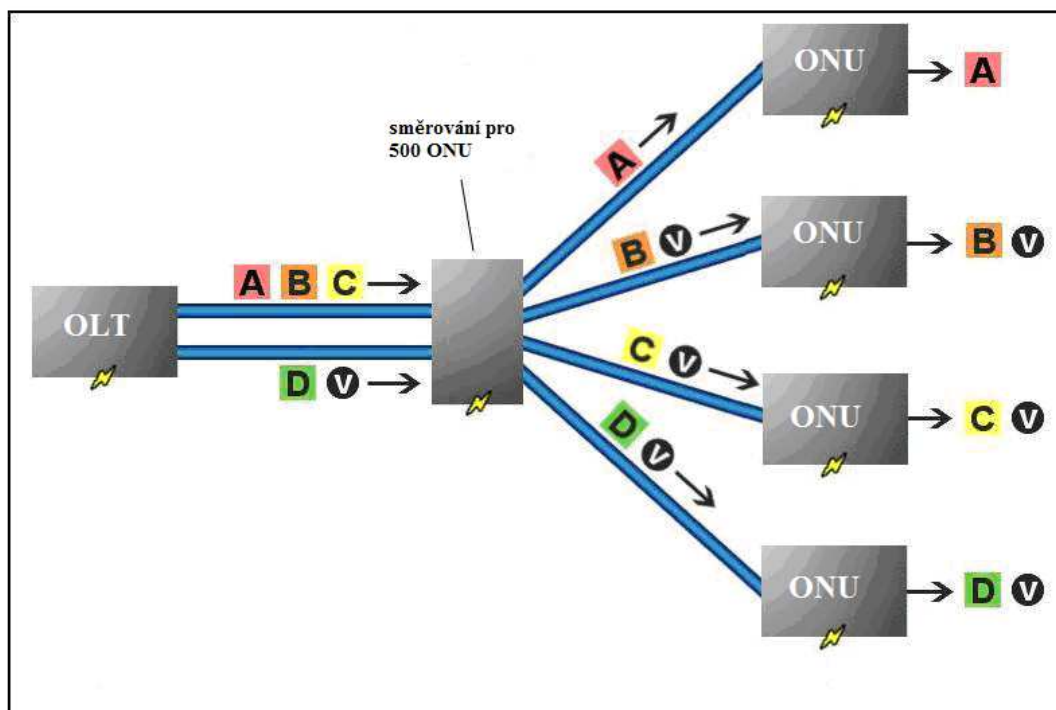 směrování pro
500 ONU
OLT
A B C
D V
A
B V
C V
D V
ONU
A
ONU
B V
ONU
C V
ONU
D V